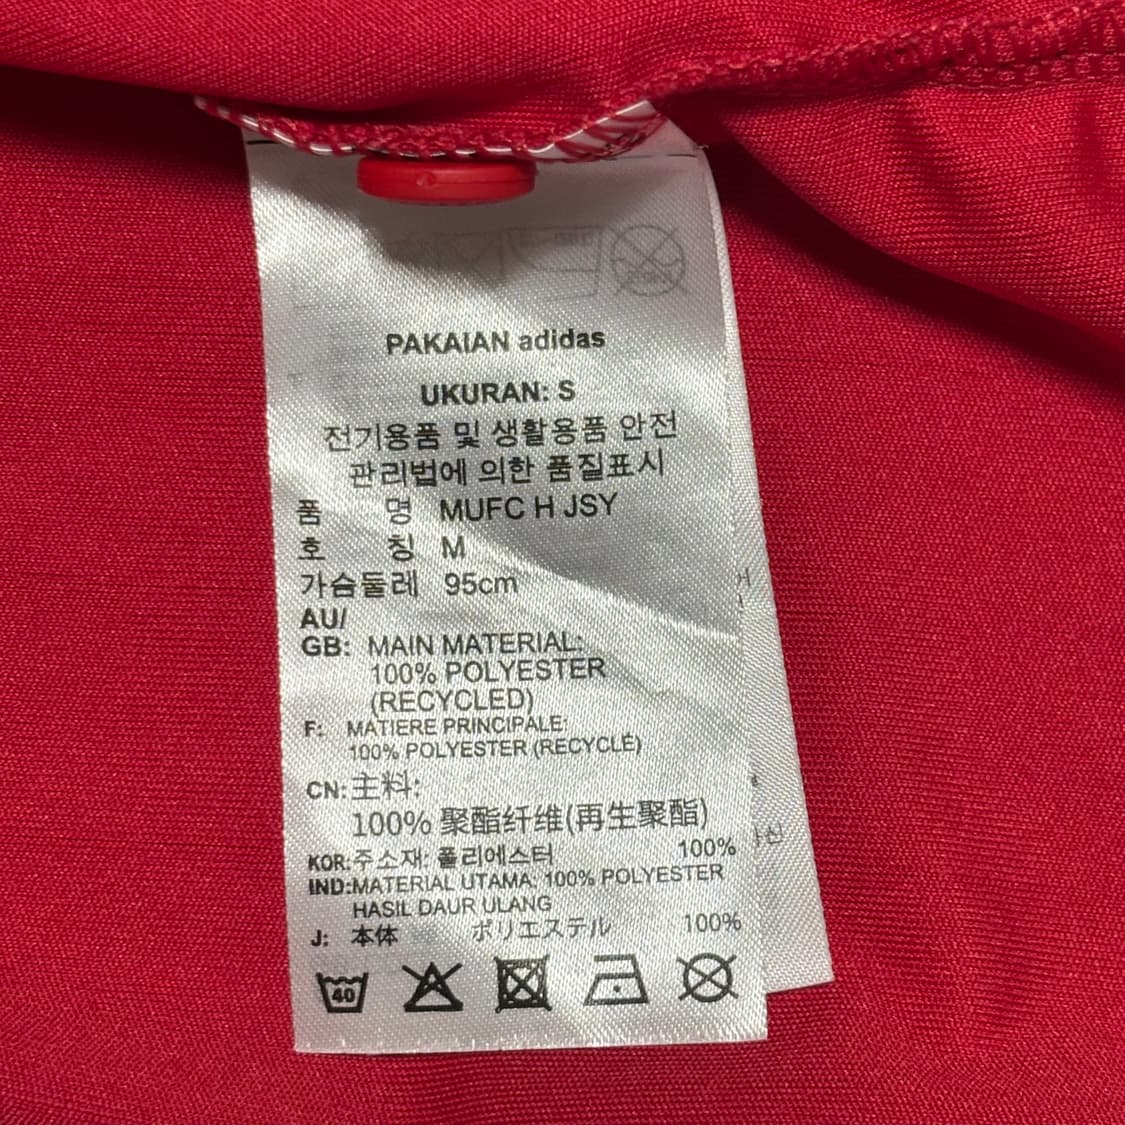 PAKAIAN adidas
UKURAN: S
전기용품 및 생활용품 안전
관리법에 의한 품질표시
품 명 MUFC H JSY
호 칭 M
가슴둘레 95cm
AU/
GB: MAIN MATERIAL:
100% POLYESTER
(RECYCLED)
F: MATIERE PRINCIPALE:
100% POLYESTER (RECYCLÉ)
CN: 主料:
100% 聚酯纤维(再生聚酯)
KOR: 주소재: 폴리에스터 100%
IND: MATERIAL UTAMA: 100% POLYESTER
HASIL DAUR ULANG
J: 本体 ポリエステル 100%
40